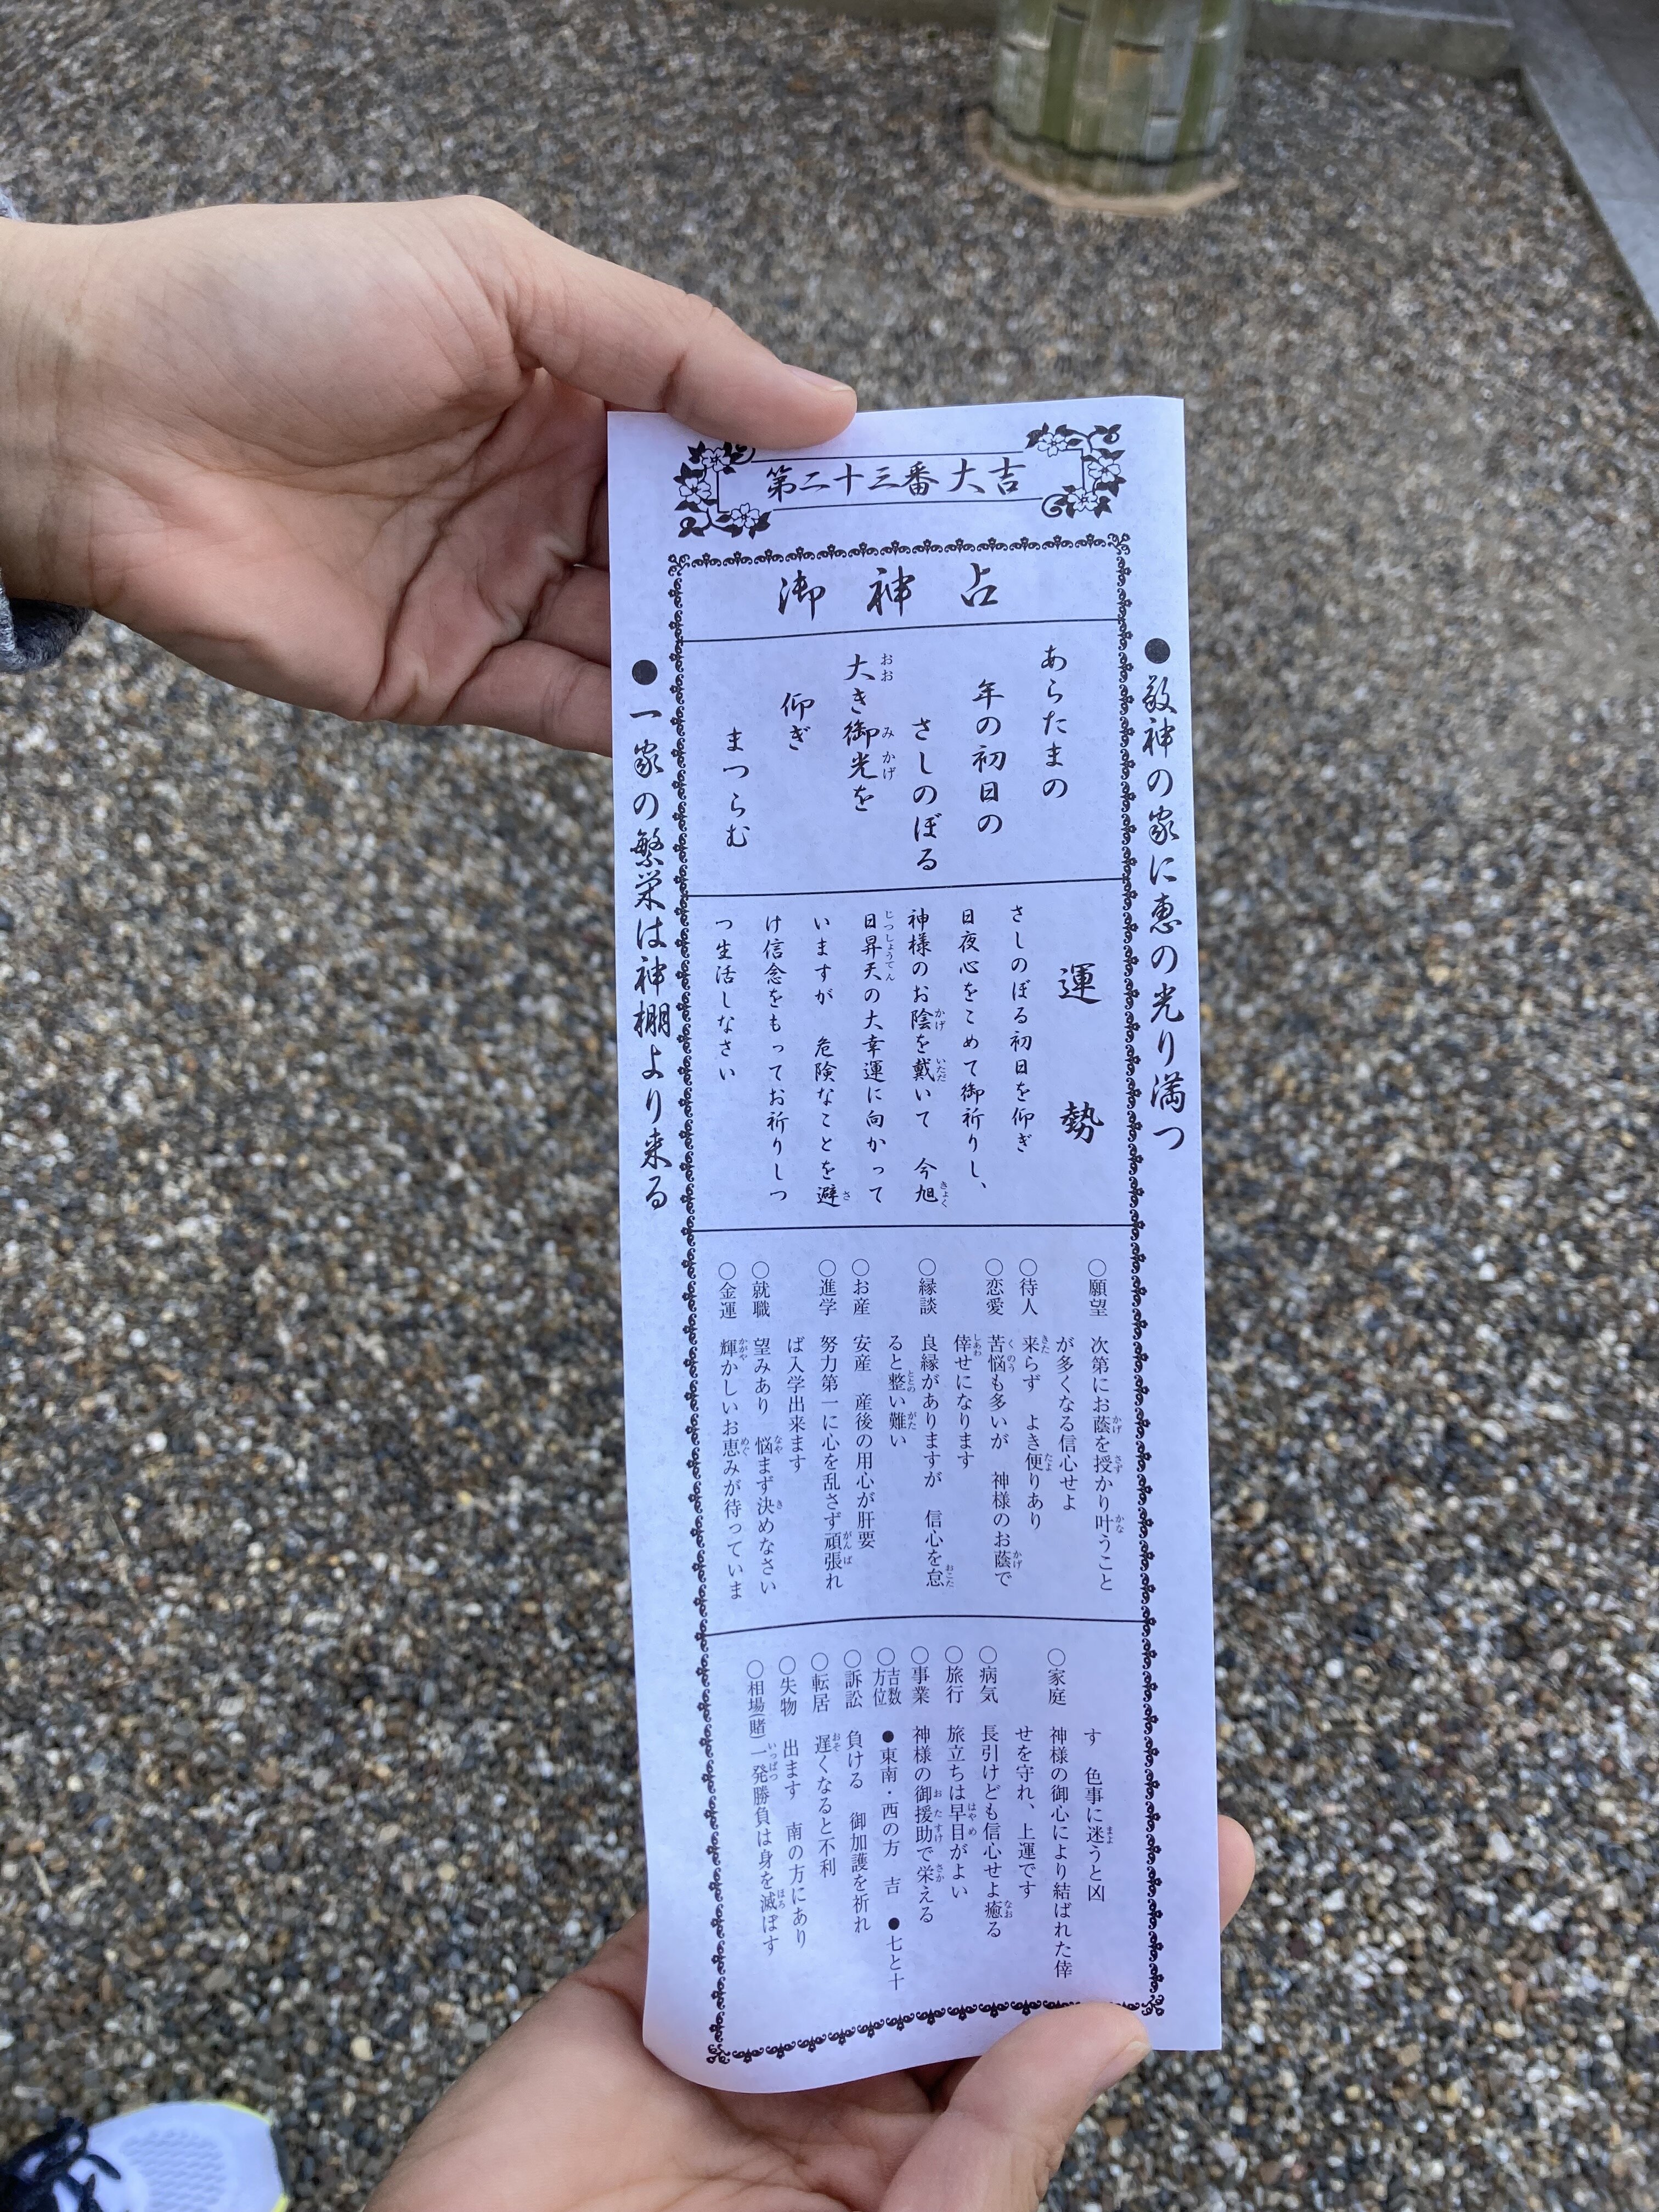 第二十三番 大吉
●敬神の家に恵の光り満つ
御神占
あらたまの
年の初日の
さしのぼる
大き御光を
仰ぎ
まつらむ
運勢
さしのぼる初日を仰ぎ
日夜心をこめて御祈りし、
神様のお陰を戴いて 今旭
日昇天の大幸運に向かって
いますが 危険なことを避
け信念をもってお祈りしつ
つ生活しなさい
○願望 次第にお蔭を授かり叶うこと
が多くなる信心せよ
○待人 来らず よき便りあり
○恋愛 苦悩も多いが 神様のお蔭で
倖せになります
○縁談 良縁がありますが 信心を怠
ると整い難い
○お産 安産 産後の用心が肝要
○進学 努力第一に心を乱さず頑張れ
ば入学出来ます
○就職 望みあり 悩まず決めなさい
○金運 輝かしいお恵みが待っていま
す 色事に迷うと凶
○家庭 神様の御心により結ばれた倖
せを守れ、上運です
○病気 長引けども信心せよ癒る
○旅行 旅立ちは早目がよい
○事業 神様の御援助で栄える
○吉数方位 ●東南・西の方 吉 ●七と十
○訴訟 負ける 御加護を祈れ
○転居 遅くなると不利
○失物 出ます 南の方にあり
○相場(賭) 一発勝負は身を滅ぼす
●一家の繁栄は神棚より来る